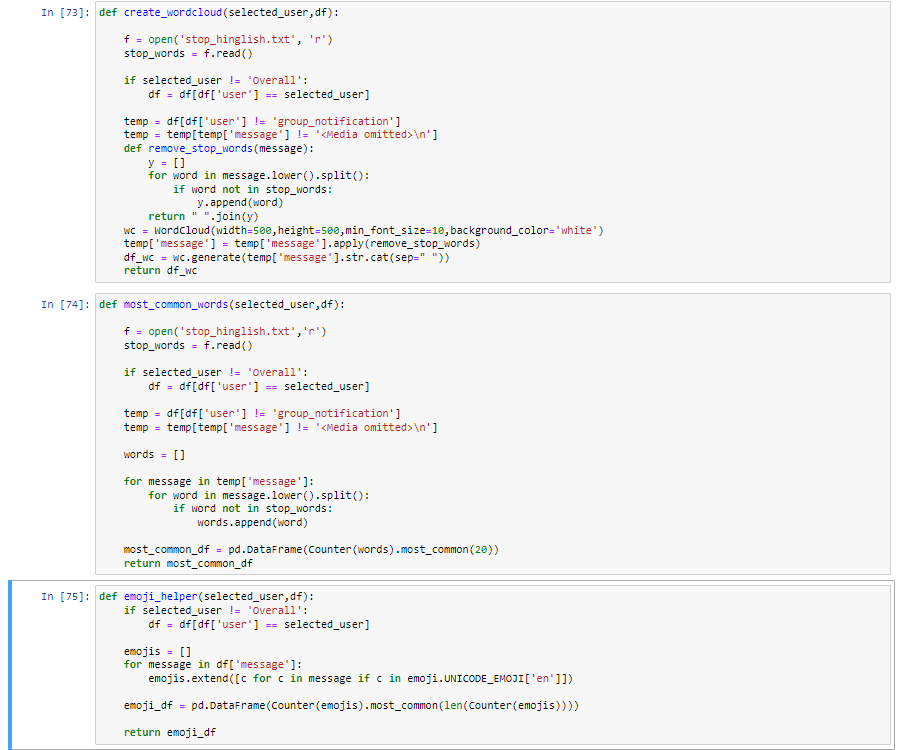 In [73]: def create_wordcloud(selected_user,df):
f = open('stop_hinglish.txt', 'r')
stop_words = f.read()
if selected_user != 'Overall':
df = df[df['user'] == selected_user]
temp = df[df['user'] != 'group_notification']
temp = temp[temp['message'] != '<Media omitted>\n']
def remove_stop_words(message):
y = []
for word in message.lower().split():
if word not in stop_words:
y.append(word)
return " ".join(y)
wc = WordCloud(width=500,height=500,min_font_size=10,background_color='white')
temp['message'] = temp['message'].apply(remove_stop_words)
df_wc = wc.generate(temp['message'].str.cat(sep=" "))
return df_wc
In [74]: def most_common_words(selected_user,df):
f = open('stop_hinglish.txt','r')
stop_words = f.read()
if selected_user != 'Overall':
df = df[df['user'] == selected_user]
temp = df[df['user'] != 'group_notification']
temp = temp[temp['message'] != '<Media omitted>\n']
words = []
for message in temp['message']:
for word in message.lower().split():
if word not in stop_words:
words.append(word)
most_common_df = pd.DataFrame(Counter(words).most_common(20))
return most_common_df
In [75]: def emoji_helper(selected_user,df):
if selected_user != 'Overall':
df = df[df['user'] == selected_user]
emojis = []
for message in df['message']:
emojis.extend([c for c in message if c in emoji.UNICODE_EMOJI['en']])
emoji_df = pd.DataFrame(Counter(emojis).most_common(len(Counter(emojis))))
return emoji_df